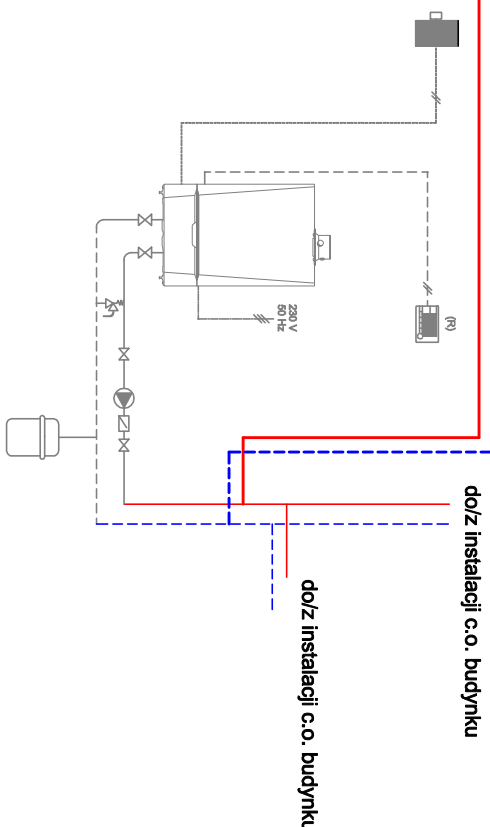 (R)
230 V
50 Hz
do/z instalacji c.o. budynku
do/z instalacji c.o. budynku